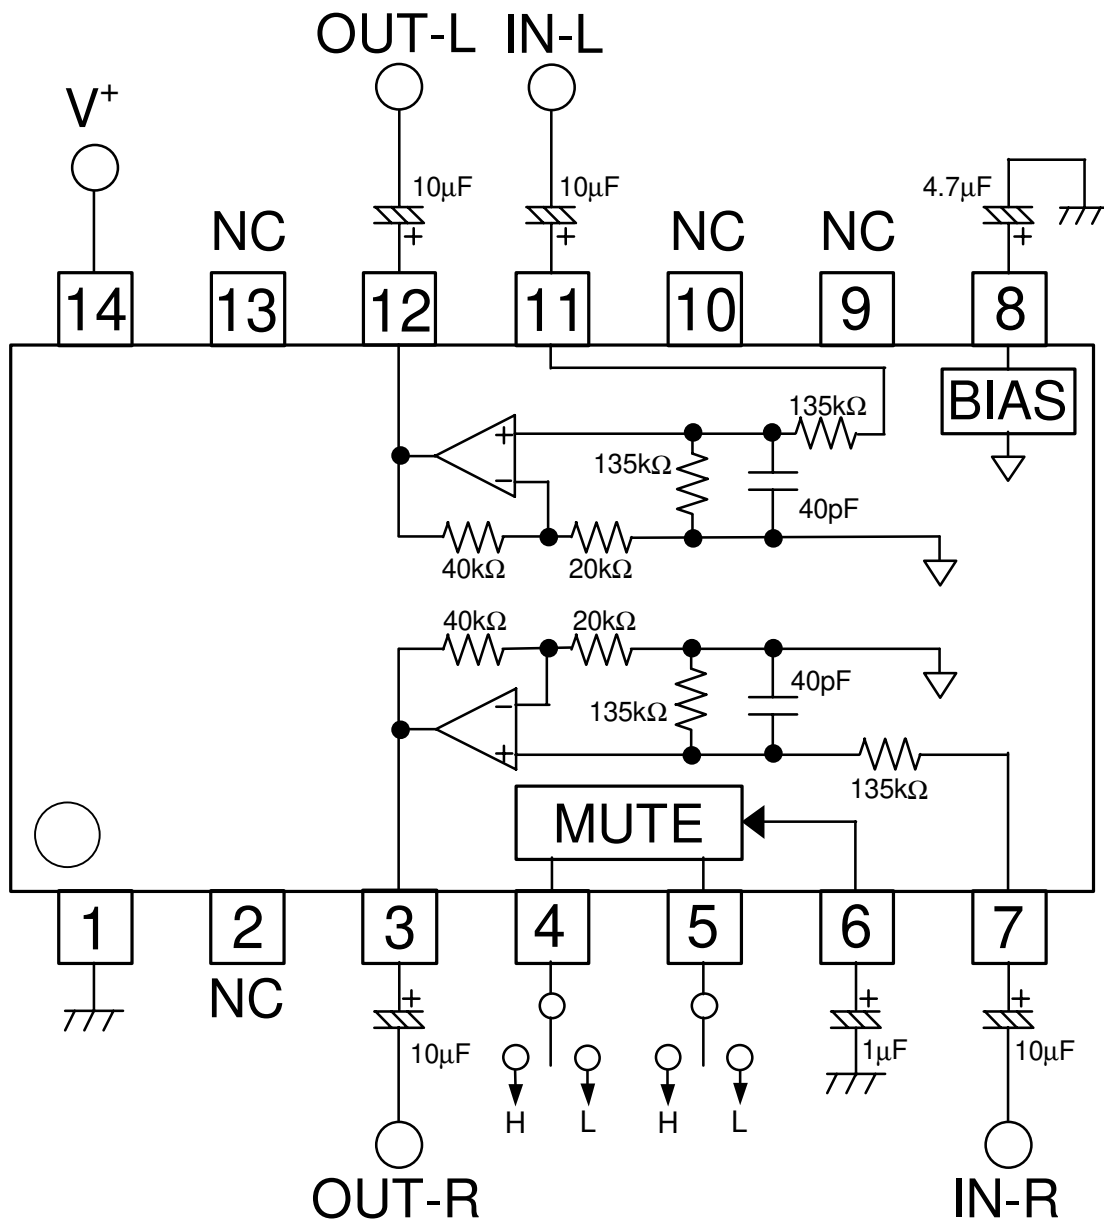 OUT-L IN-L
V+
10μF 10μF 4.7μF
+ + +
NC NC NC
14 13 12 11 10 9 8
BIAS
135kΩ
+
135kΩ
−
40pF
40kΩ 20kΩ
40kΩ 20kΩ
40pF
−
135kΩ
+
135kΩ
MUTE
1 2 3 4 5 6 7
NC
+ + +
10μF 1μF 10μF
H L H L
OUT-R IN-R